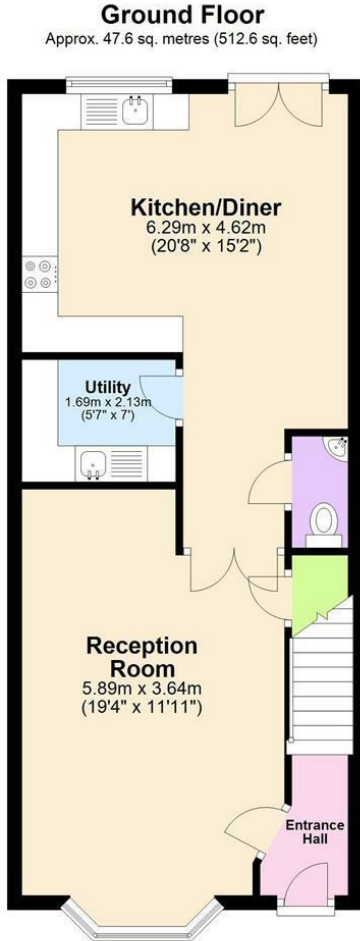 Ground Floor
Approx. 47.6 sq. metres (512.6 sq. feet)
Kitchen/Diner
6.29m x 4.62m
(20'8" x 15'2")
Utility
1.69m x 2.13m
(5'7" x 7')
Reception
Room
5.89m x 3.64m
(19'4" x 11'11")
Entrance
Hall